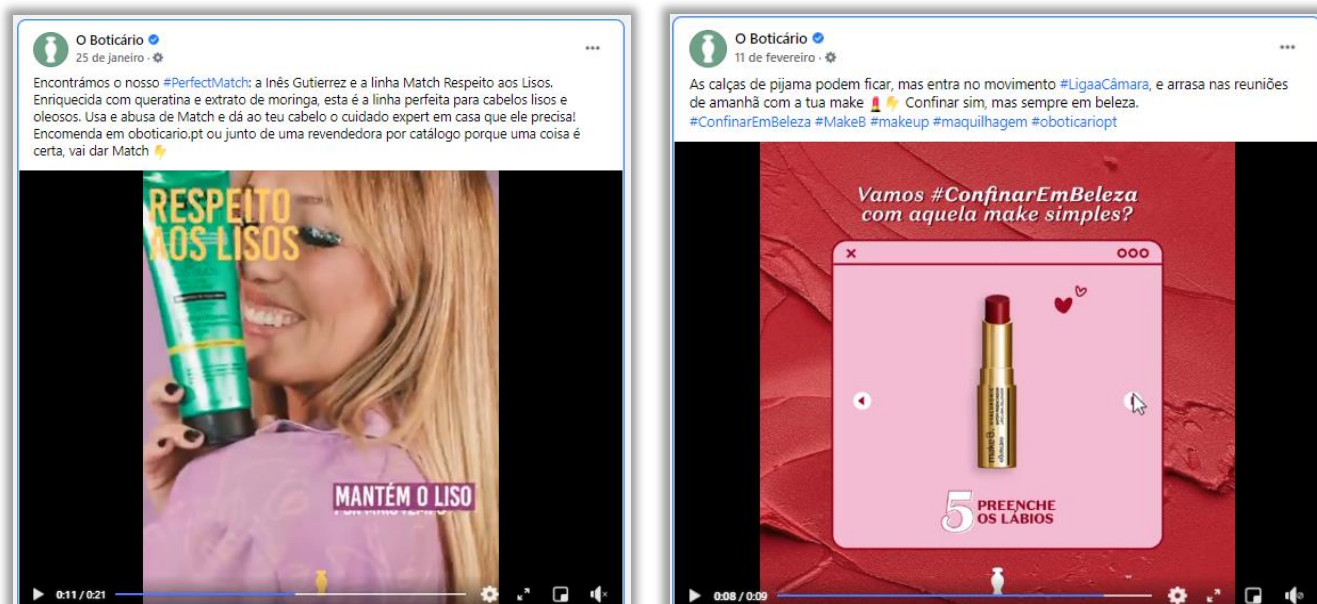 O Boticário
25 de janeiro ·
Encontrámos o nosso #PerfectMatch: a Inês Gutierrez e a linha Match Respeito aos Lisos.
Enriquecida com queratina e extrato de moringa, esta é a linha perfeita para cabelos lisos e
oleosos. Usa e abusa de Match e dá ao teu cabelo o cuidado expert em casa que ele precisa!
Encomenda em oboticario.pt ou junto de uma revendedora por catálogo porque uma coisa é
certa, vai dar Match
RESPEITO
AOS LISOS
MANTÉM O LISO
0:11 / 0:21
O Boticário
11 de fevereiro ·
As calças de pijama podem ficar, mas entra no movimento #LigaaCâmara, e arrasa nas reuniões
de amanhã com a tua make 💄 Confinar sim, mas sempre em beleza.
#ConfinarEmBeleza #MakeB #makeup #maquilhagem #oboticariopt
Vamos #ConfinarEmBeleza
com aquela make simples?
make B.
5 PREENCHE
OS LÁBIOS
0:08 / 0:09